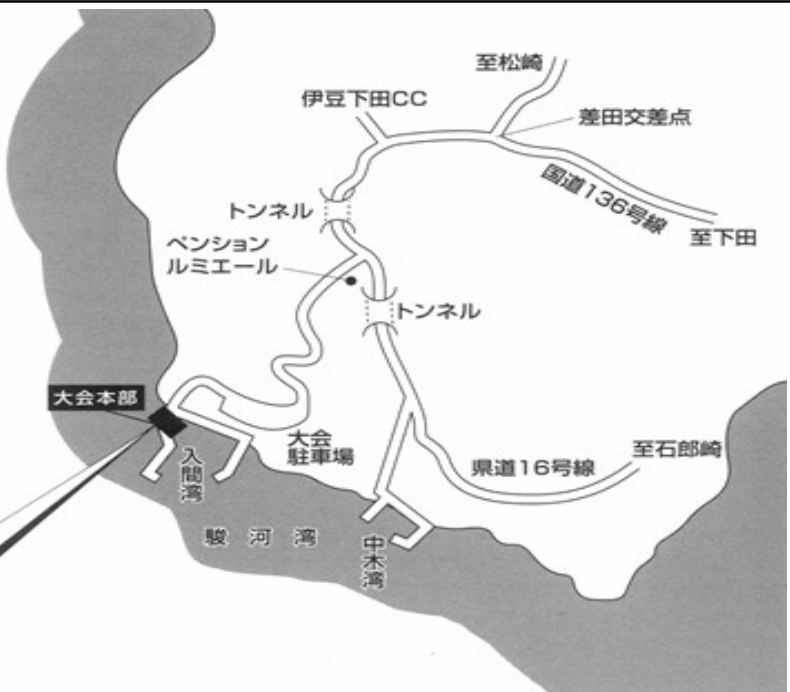 至松崎
伊豆下田CC
差田交差点
国道136号線
至下田
トンネル
ペンション
ルミエール
トンネル
大会本部
大会
駐車場
入間湾
県道16号線
至石郎崎
駿河湾
中木湾